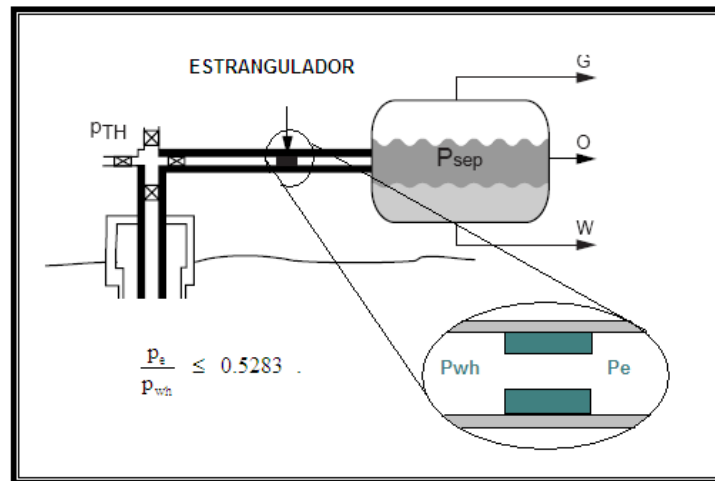 G
ESTRANGULADOR
pTH
O
Psep
W
Pwh
Pe
pe
pwh
≤ 0.5283 .